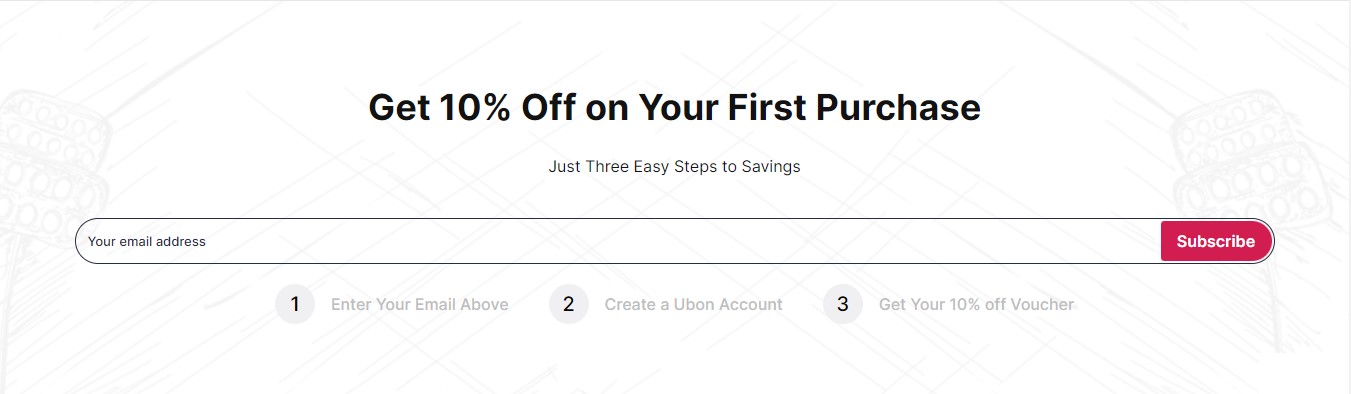 Get 10% Off on Your First Purchase
Just Three Easy Steps to Savings
Your email address
Subscribe
1 Enter Your Email Above 2 Create a Ubon Account 3 Get Your 10% off Voucher